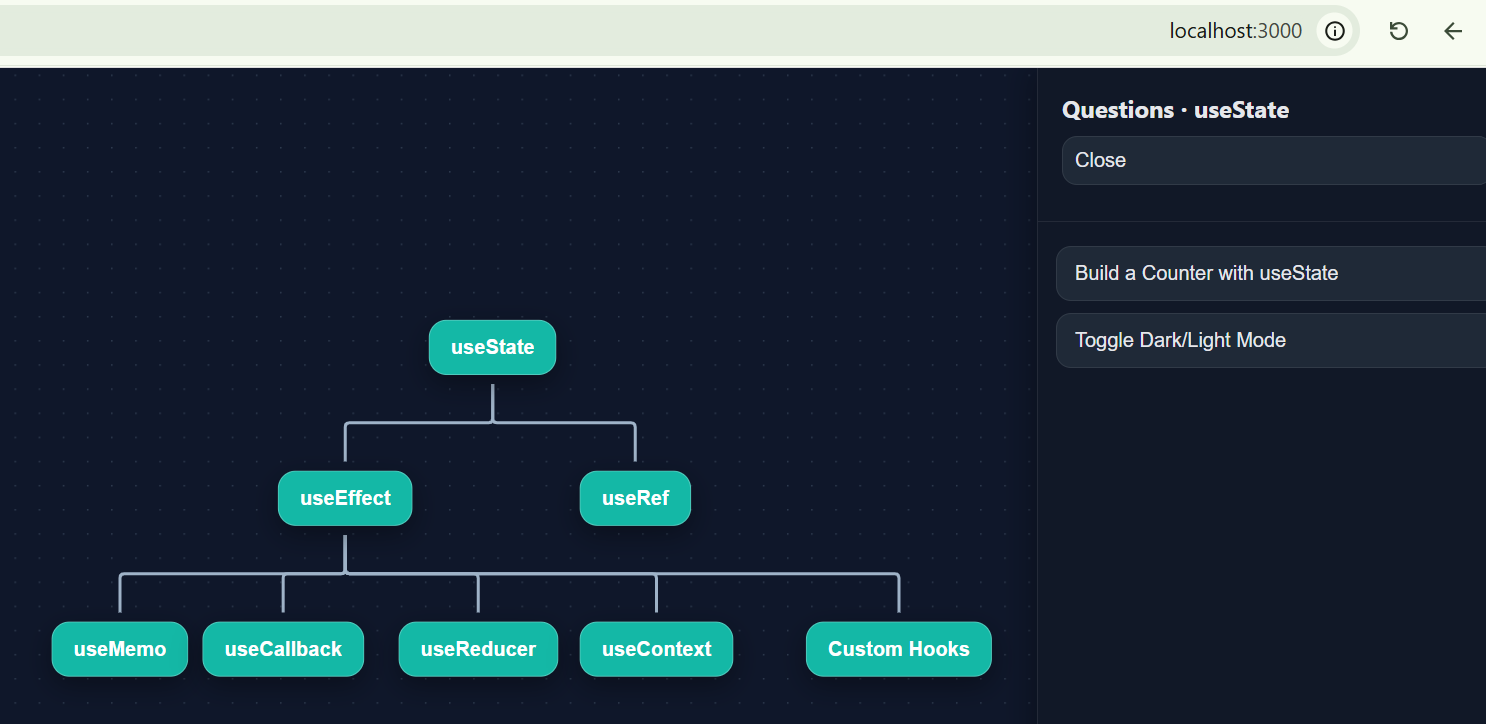 localhost:3000
Questions · useState
Close
Build a Counter with useState
Toggle Dark/Light Mode
useState
useEffect
useRef
useMemo
useCallback
useReducer
useContext
Custom Hooks